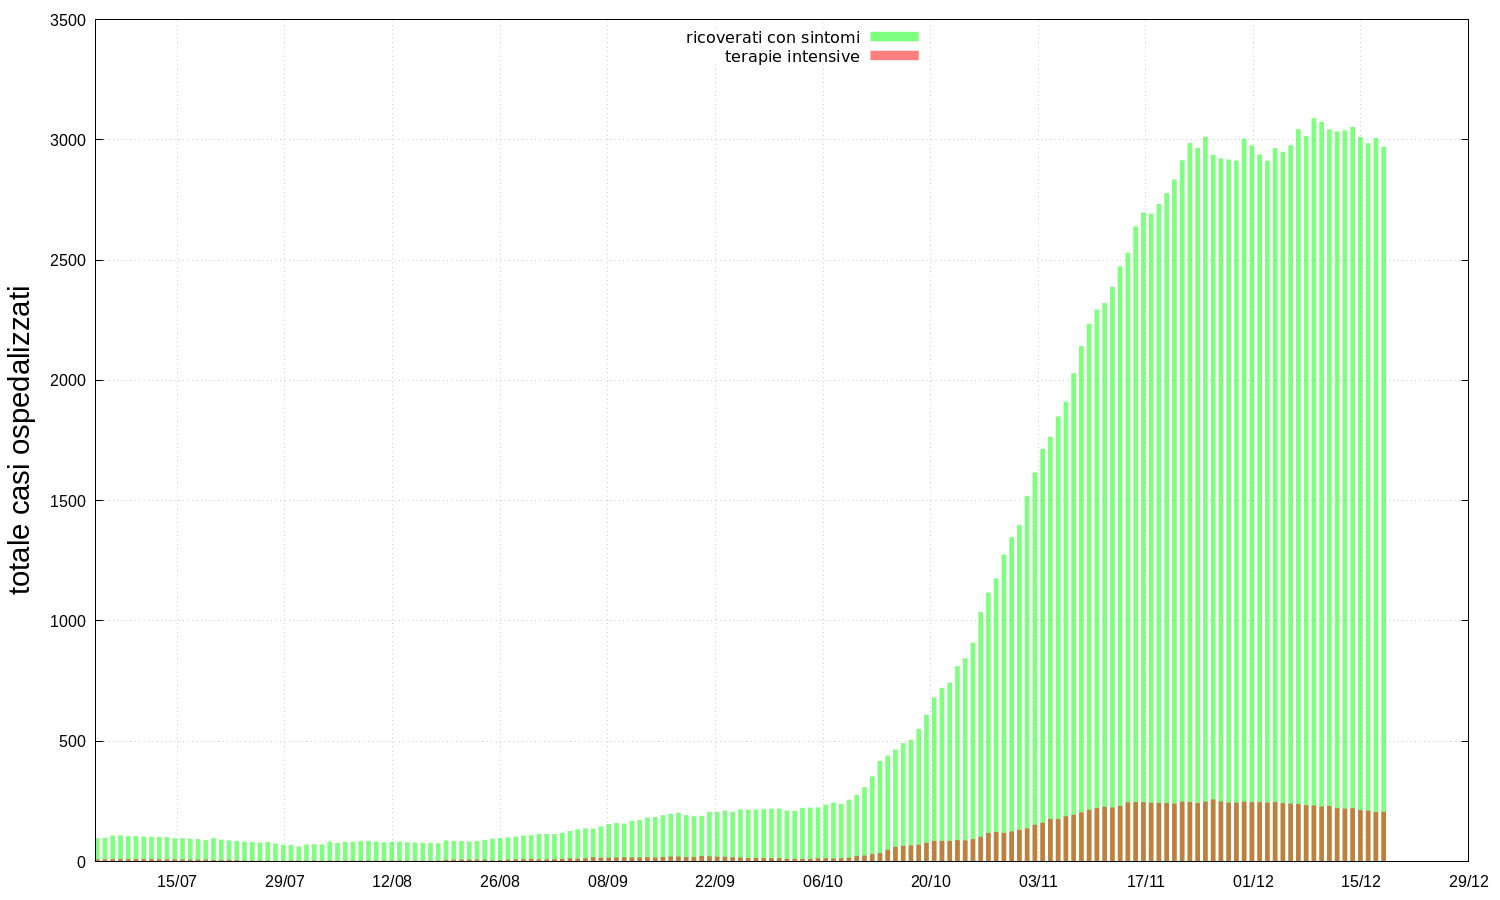 ricoverati con sintomi
terapie intensive
totale casi ospedalizzati
3500
3000
2500
2000
1500
1000
500
0
15/07 29/07 12/08 26/08 08/09 22/09 06/10 20/10 03/11 17/11 01/12 15/12 29/12